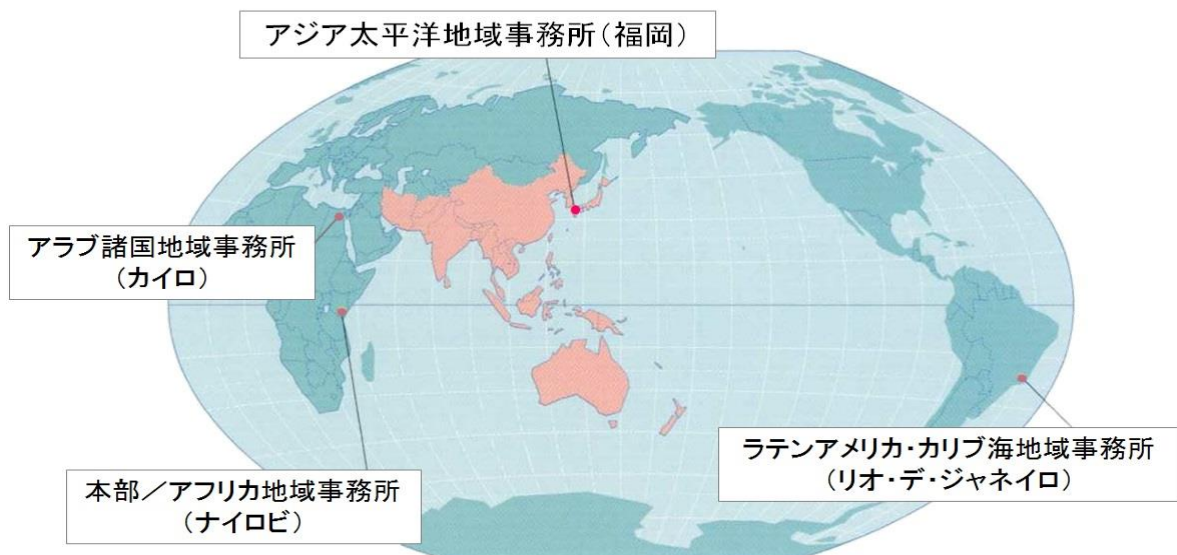 アジア太平洋地域事務所（福岡）
アラブ諸国地域事務所
（カイロ）
本部／アフリカ地域事務所
（ナイロビ）
ラテンアメリカ・カリブ海地域事務所
（リオ・デ・ジャネイロ）